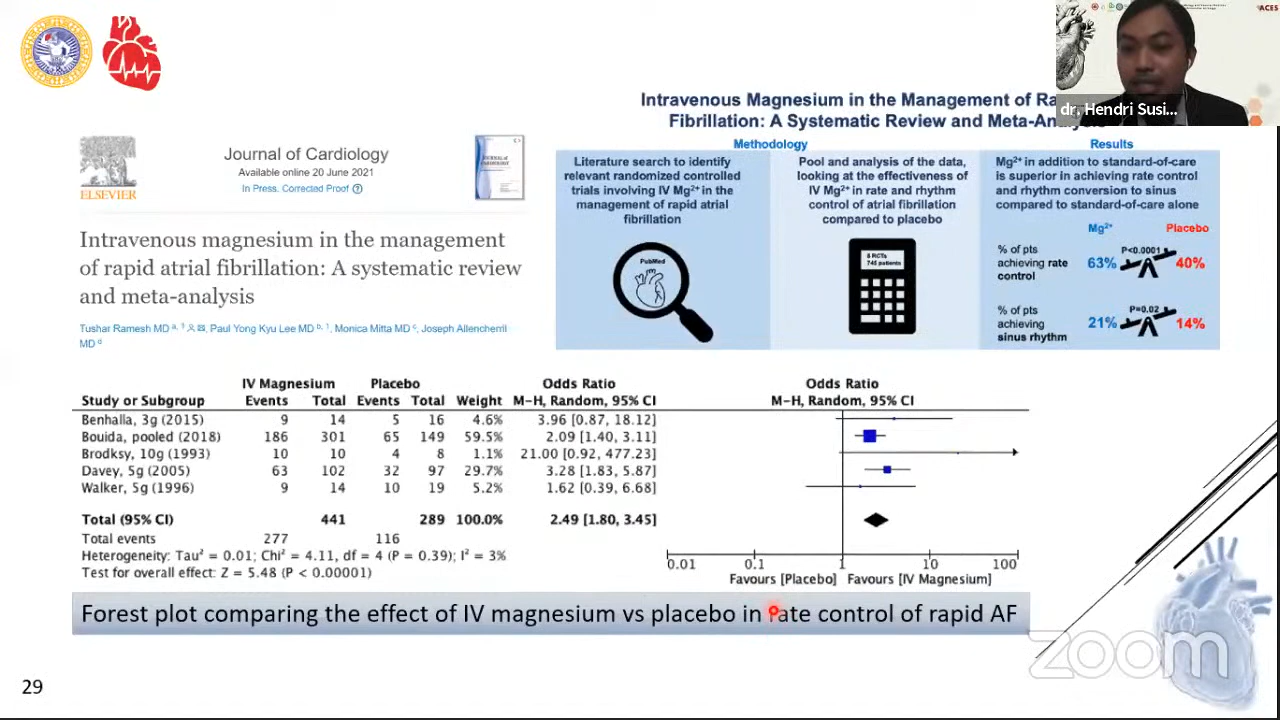 ACES
dr. Hendri Susi...
Intravenous Magnesium in the Management of
Fibrillation: A Systematic Review and
Methodology
Results
Literature search to identify
relevant randomized controlled
trials involving IV Mg²⁺ in the
management of rapid atrial
fibrillation
PubMed
Pool and analysis of the data,
looking at the effectiveness of
IV Mg²⁺ in rate and rhythm
control of atrial fibrillation
compared to placebo
745 patients
Mg²⁺ in addition to standard-of-care
is superior in achieving rate control
and rhythm conversion to sinus
compared to standard-of-care alone
Mg²⁺ Placebo
% of pts
achieving rate
control
63% P<0.0001 40%
% of pts
achieving
sinus rhythm
21% P=0.02 14%
ELSEVIER
Journal of Cardiology
Available online 20 June 2021
In Press, Corrected Proof ?
Intravenous magnesium in the management
of rapid atrial fibrillation: A systematic review
and meta-analysis
Tushar Ramesh MD a, 1, Paul Yong Kyu Lee MD b, 1, Monica Mitta MD c, Joseph Allencherril
MD d
IV Magnesium Placebo Odds Ratio Odds Ratio
Study or Subgroup Events Total Events Total Weight M-H, Random, 95% CI M-H, Random, 95% CI
Benhalla, 3g (2015) 9 14 5 16 4.6% 3.96 [0.87, 18.12]
Bouida, pooled (2018) 186 301 65 149 59.5% 2.09 [1.40, 3.11]
Brodksy, 10g (1993) 10 10 4 8 1.1% 21.00 [0.92, 477.23]
Davey, 5g (2005) 63 102 32 97 29.7% 3.28 [1.83, 5.87]
Walker, 5g (1996) 9 14 10 19 5.2% 1.62 [0.39, 6.68]
Total (95% CI) 441 289 100.0% 2.49 [1.80, 3.45]
Total events 277 116
Heterogeneity: Tau² = 0.01; Chi² = 4.11, df = 4 (P = 0.39); I² = 3%
Test for overall effect: Z = 5.48 (P < 0.00001)
0.01 0.1 1 10 100
Favours [Placebo] Favours [IV Magnesium]
Forest plot comparing the effect of IV magnesium vs placebo in rate control of rapid AF
zoom
29